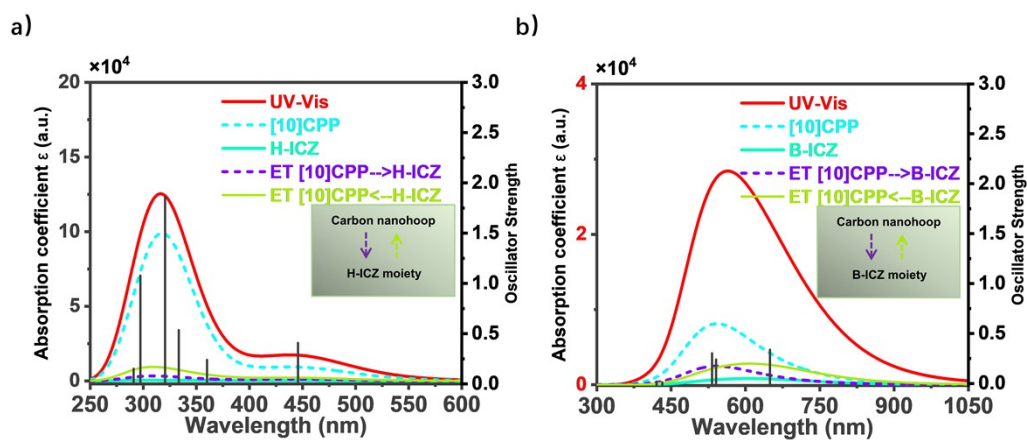 a)
×10⁴
20
15
10
5
0
Absorption coefficient ε (a.u.)
UV-Vis
[10]CPP
H-ICZ
ET [10]CPP-->H-ICZ
ET [10]CPP<--H-ICZ
Carbon nanohoop
H-ICZ moiety
3.0
2.5
2.0
1.5
1.0
0.5
0.0
Oscillator Strength
250 300 350 400 450 500 550 600
Wavelength (nm)
b)
×10⁴
4
2
0
Absorption coefficient ε (a.u.)
UV-Vis
[10]CPP
B-ICZ
ET [10]CPP-->B-ICZ
ET [10]CPP<--B-ICZ
Carbon nanohoop
B-ICZ moiety
3.0
2.5
2.0
1.5
1.0
0.5
0.0
Oscillator Strength
300 450 600 750 900 1050
Wavelength (nm)